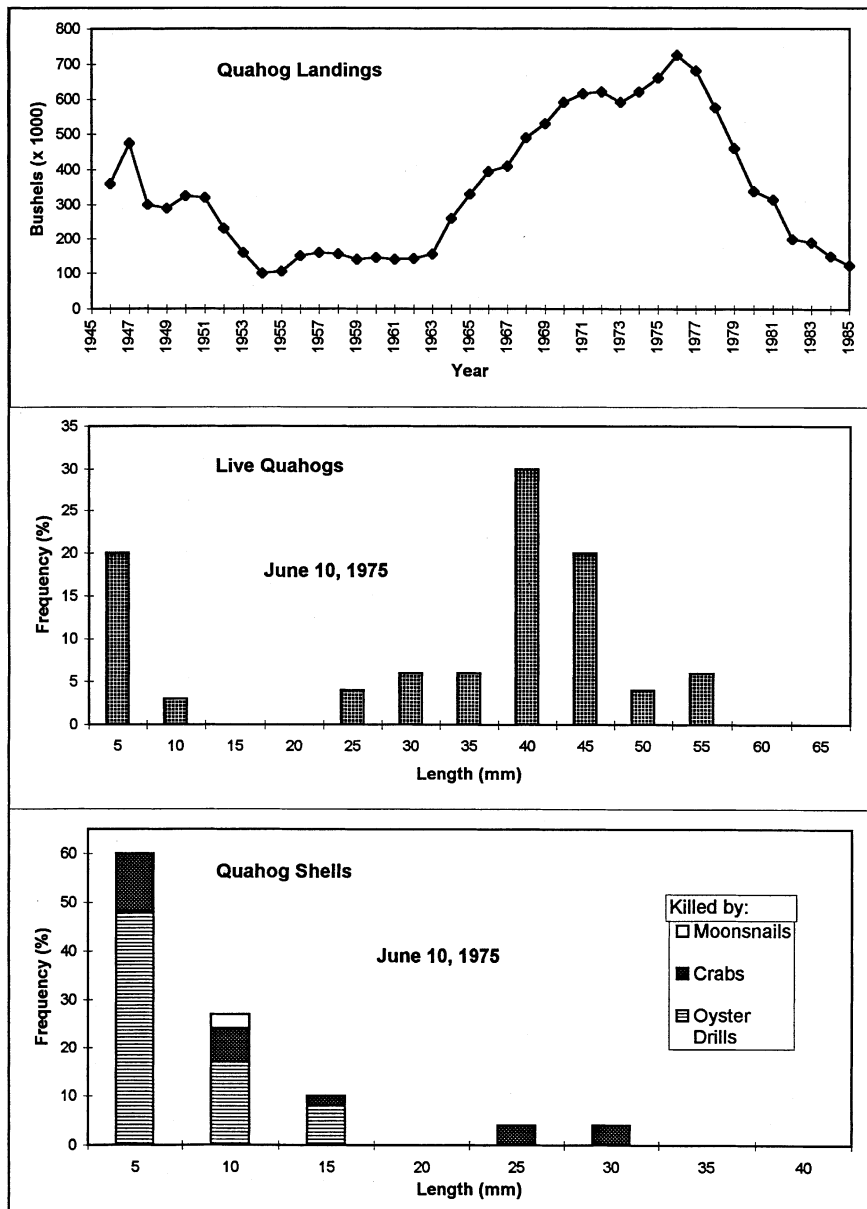 Quahog Landings
Bushels (x 1000)
800
700
600
500
400
300
200
100
0
1945
1947
1949
1951
1953
1955
1957
1959
1961
1963
1965
1967
1969
1971
1973
1975
1977
1979
1981
1983
1985
Year
Live Quahogs
June 10, 1975
Frequency (%)
35
30
25
20
15
10
5
0
5 10 15 20 25 30 35 40 45 50 55 60 65
Length (mm)
Quahog Shells
June 10, 1975
Frequency (%)
60
50
40
30
20
10
0
Killed by:
Moonsnails
Crabs
Oyster
Drills
5 10 15 20 25 30 35 40
Length (mm)